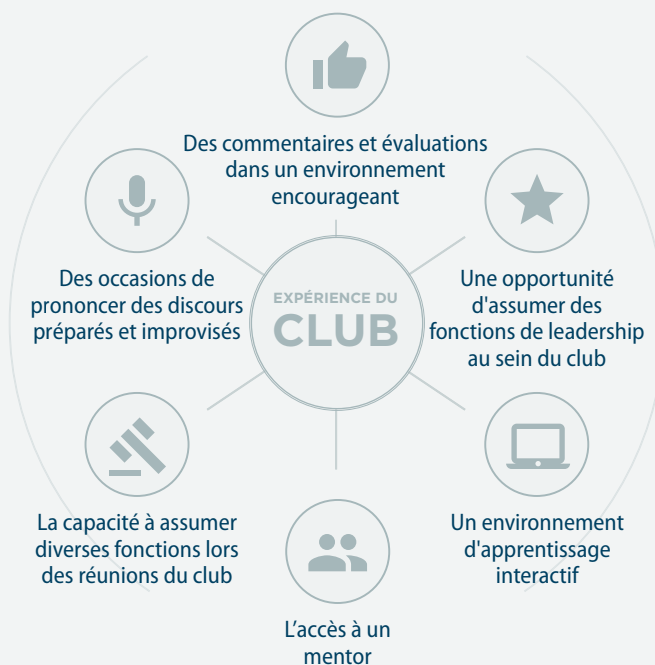 Des commentaires et évaluations
dans un environnement
encourageant
Des occasions de
prononcer des discours
préparés et improvisés
EXPÉRIENCE DU
CLUB
Une opportunité
d'assumer des
fonctions de leadership
au sein du club
La capacité à assumer
diverses fonctions lors
des réunions du club
Un environnement
d'apprentissage
interactif
L'accès à un
mentor